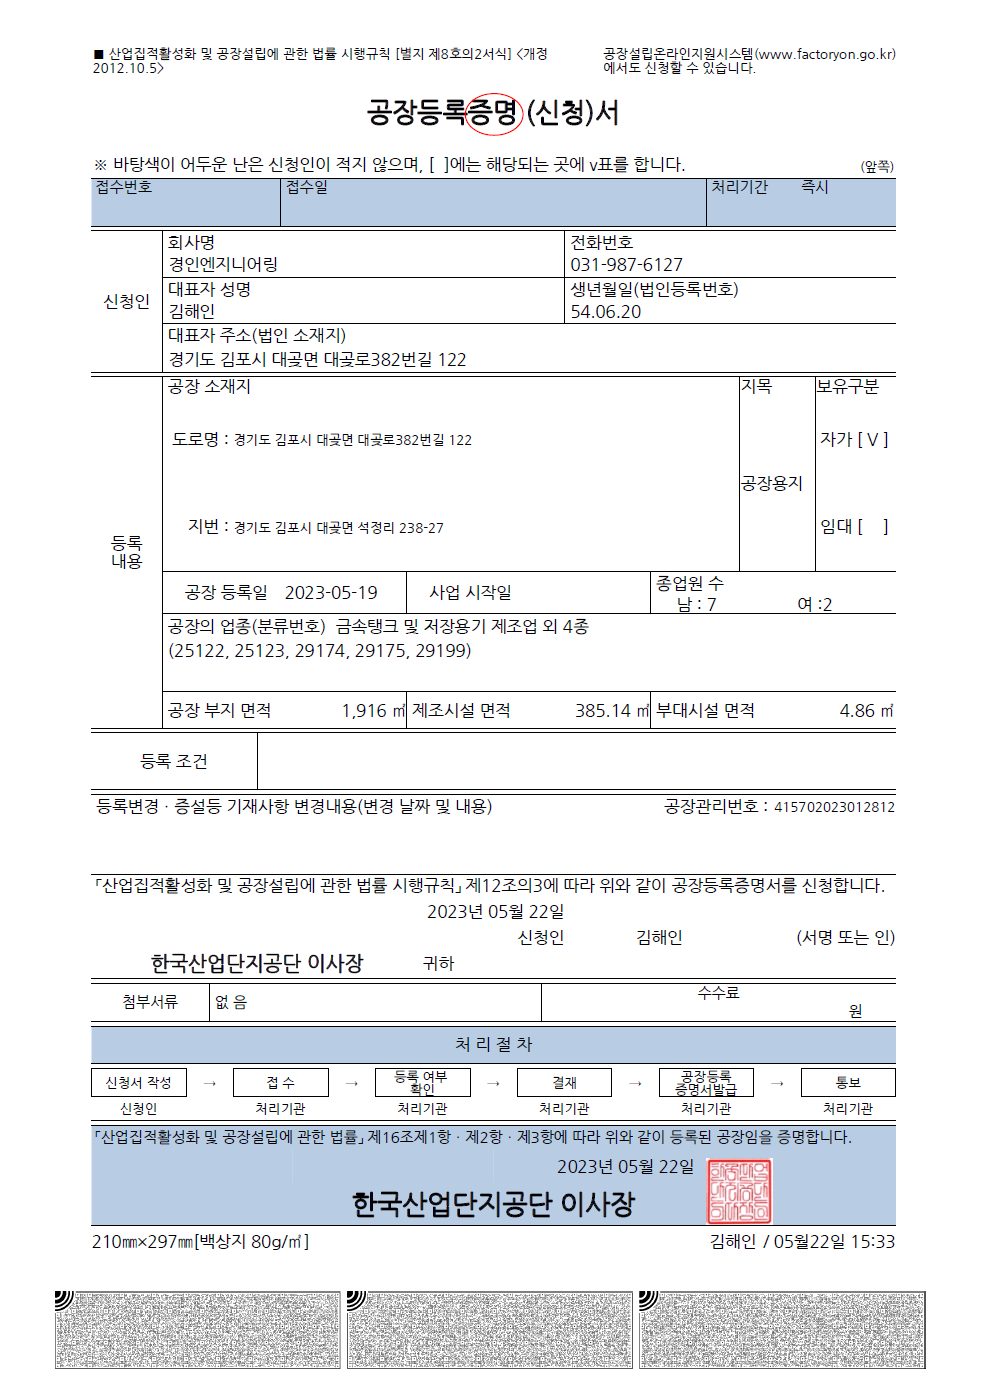 ■ 산업집적활성화 및 공장설립에 관한 법률 시행규칙 [별지 제8호의2서식] <개정 2012.10.5>
공장설립온라인지원시스템(www.factoryon.go.kr)에서도 신청할 수 있습니다.
공장등록증명 (신청)서
※ 바탕색이 어두운 난은 신청인이 적지 않으며, [ ]에는 해당되는 곳에 v표를 합니다. (앞쪽)
접수번호 접수일 처리기간 즉시
신청인
회사명 전화번호
경인엔지니어링 031-987-6127
대표자 성명 생년월일(법인등록번호)
김해인 54.06.20
대표자 주소(법인 소재지)
경기도 김포시 대곶면 대곶로382번길 122
등록
내용
공장 소재지 지목 보유구분
도로명 : 경기도 김포시 대곶면 대곶로382번길 122 자가 [ V ]
공장용지
지번 : 경기도 김포시 대곶면 석정리 238-27 임대 [ ]
공장 등록일 2023-05-19 사업 시작일 종업원 수
남 : 7 여 :2
공장의 업종(분류번호) 금속탱크 및 저장용기 제조업 외 4종
(25122, 25123, 29174, 29175, 29199)
공장 부지 면적 1,916 ㎡ 제조시설 면적 385.14 ㎡ 부대시설 면적 4.86 ㎡
등록 조건
등록변경ㆍ증설등 기재사항 변경내용(변경 날짜 및 내용) 공장관리번호 : 415702023012812
「산업집적활성화 및 공장설립에 관한 법률 시행규칙」 제12조의3에 따라 위와 같이 공장등록증명서를 신청합니다.
2023년 05월 22일
신청인 김해인 (서명 또는 인)
한국산업단지공단 이사장 귀하
첨부서류 없 음 수수료
원
처 리 절 차
신청서 작성 → 접 수 → 등록 여부 확인 → 결재 → 공장등록 증명서발급 → 통보
신청인 처리기관 처리기관 처리기관 처리기관 처리기관
「산업집적활성화 및 공장설립에 관한 법률」 제16조제1항ㆍ제2항ㆍ제3항에 따라 위와 같이 등록된 공장임을 증명합니다.
2023년 05월 22일
한국산업단지공단 이사장
210㎜×297㎜[백상지 80g/㎡] 김해인 / 05월22일 15:33